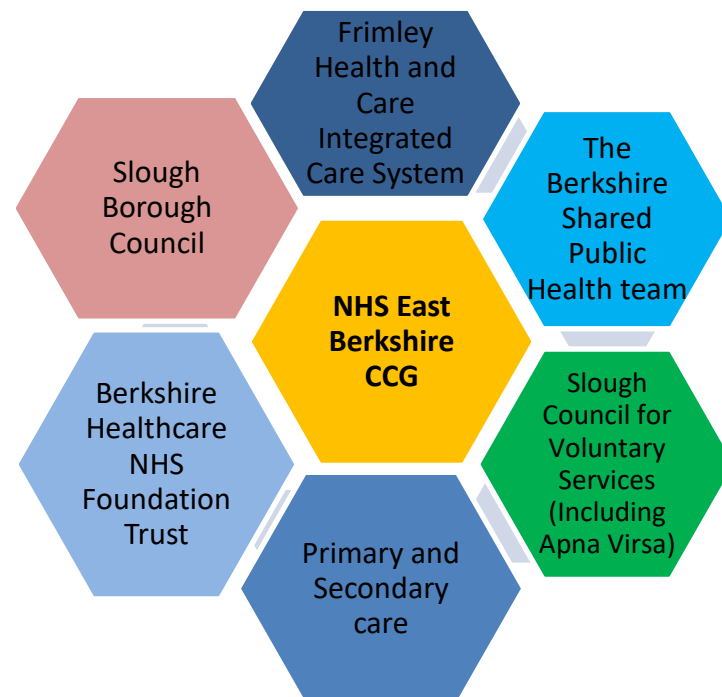 Frimley
Health and
Care
Integrated
Care System
The
Berkshire
Shared
Public
Health team
Slough
Borough
Council
NHS East
Berkshire
CCG
Slough
Council for
Voluntary
Services
(Including
Apna Virsa)
Berkshire
Healthcare
NHS
Foundation
Trust
Primary and
Secondary
care